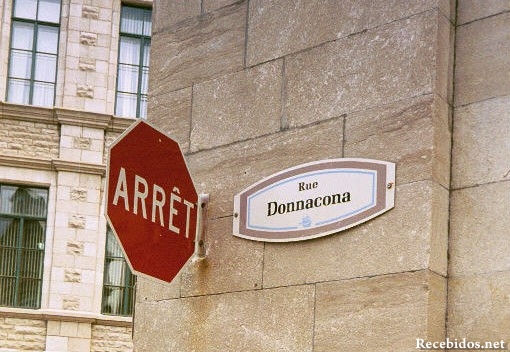 ARRÊT
Rue
Donnacona
Recebidos.net